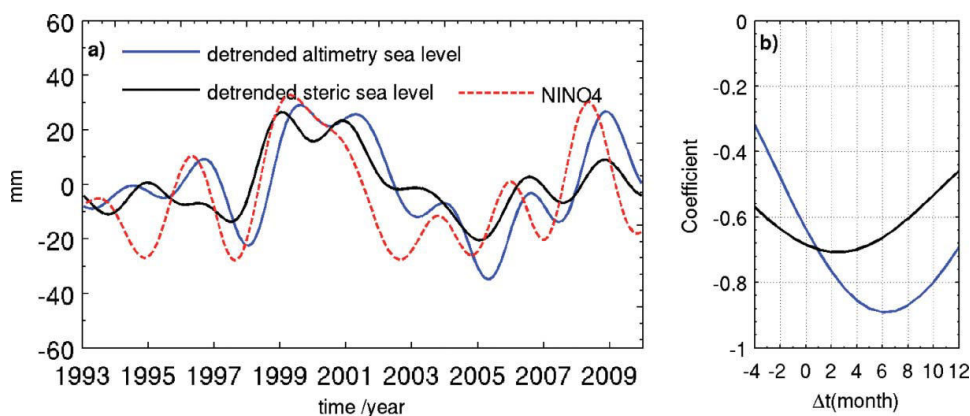 a)
detrended altimetry sea level
detrended steric sea level
NINO4
60
40
20
0
-20
-40
-60
mm
1993 1995 1997 1999 2001 2003 2005 2007 2009
time /year
b)
0
-0.2
-0.4
-0.6
-0.8
-1
Coefficient
-4 -2 0 2 4 6 8 10 12
Δt(month)